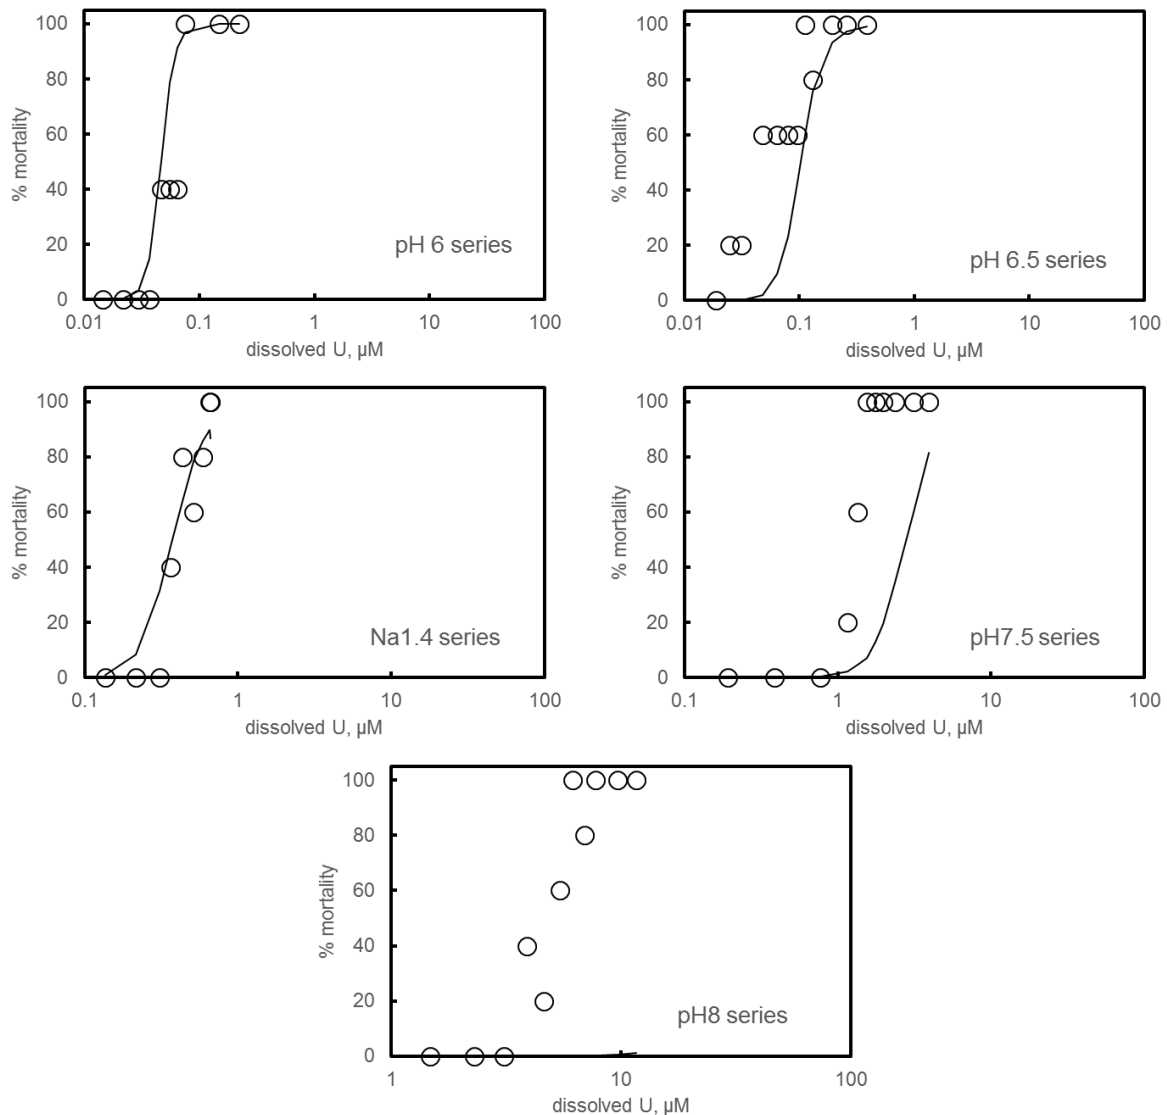 100
80
60
40
20
0
% mortality
0.01 0.1 1 10 100
dissolved U, µM
pH 6 series
100
80
60
40
20
0
% mortality
0.01 0.1 1 10 100
dissolved U, µM
pH 6.5 series
100
80
60
40
20
0
% mortality
0.1 1 10 100
dissolved U, µM
Na1.4 series
100
80
60
40
20
0
% mortality
0.1 1 10 100
dissolved U, µM
pH7.5 series
100
80
60
40
20
0
% mortality
1 10 100
dissolved U, µM
pH8 series